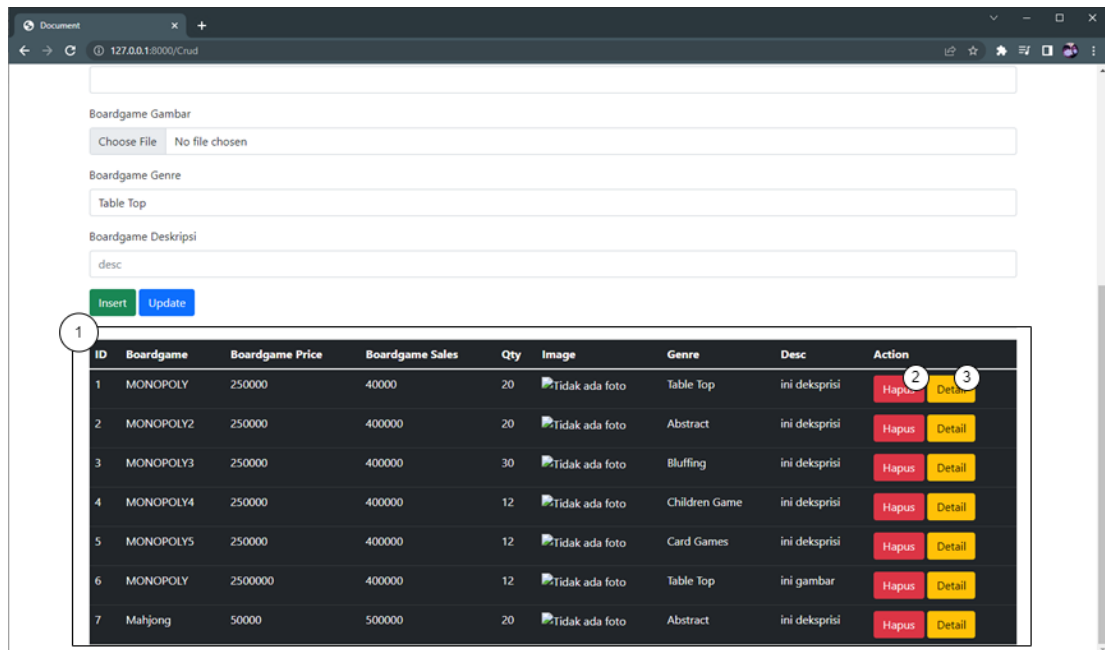 Document
127.0.0.1:8000/Crud
Boardgame Gambar
Choose File No file chosen
Boardgame Genre
Table Top
Boardgame Deskripsi
desc
Insert Update
1
ID Boardgame Boardgame Price Boardgame Sales Qty Image Genre Desc Action
2 3
1 MONOPOLY 250000 40000 20 Tidak ada foto Table Top ini deksprisi Hapus Detail
2 MONOPOLY2 250000 400000 20 Tidak ada foto Abstract ini deksprisi Hapus Detail
3 MONOPOLY3 250000 400000 30 Tidak ada foto Bluffing ini deksprisi Hapus Detail
4 MONOPOLY4 250000 400000 12 Tidak ada foto Children Game ini deksprisi Hapus Detail
5 MONOPOLY5 250000 400000 12 Tidak ada foto Card Games ini deksprisi Hapus Detail
6 MONOPOLY 2500000 400000 12 Tidak ada foto Table Top ini gambar Hapus Detail
7 Mahjong 50000 500000 20 Tidak ada foto Abstract ini deksprisi Hapus Detail